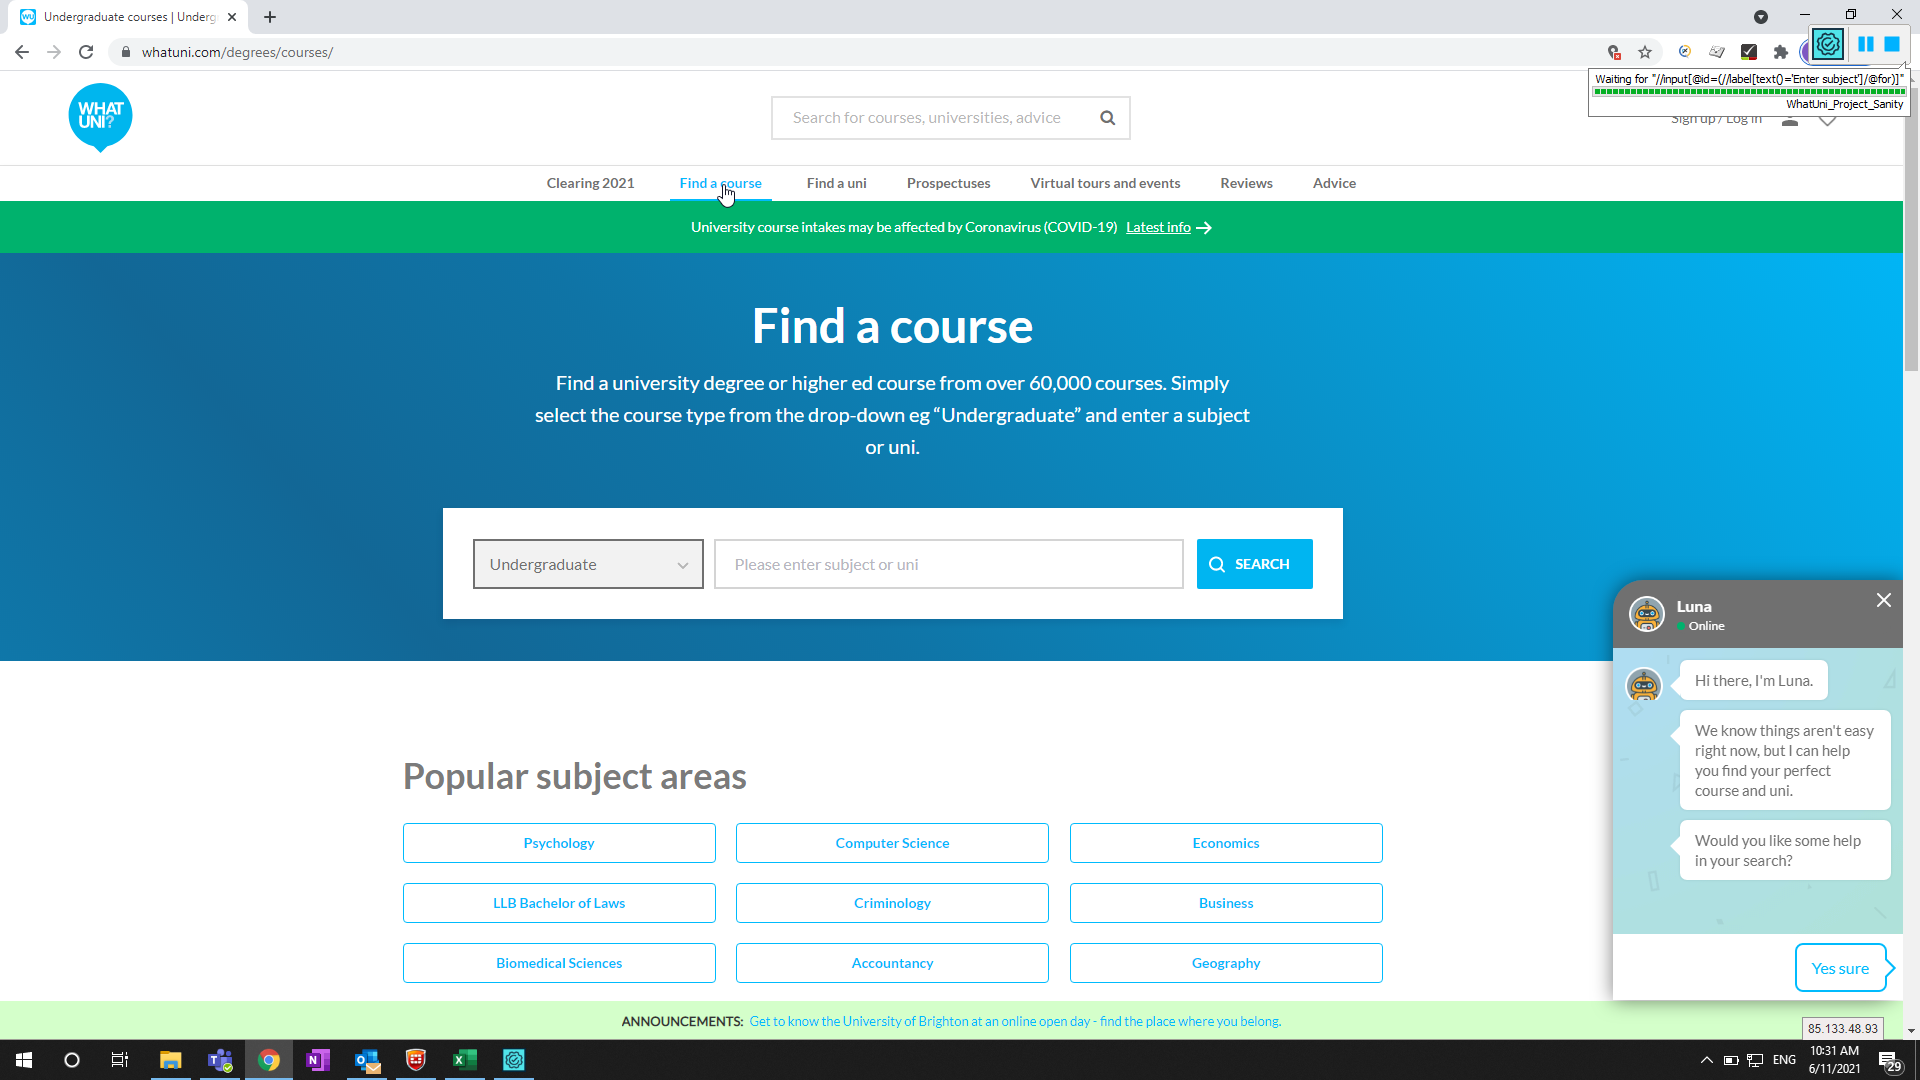 Undergraduate courses | Underg
whatuni.com/degrees/courses/
Waiting for "//input[@id=(//label[text()='Enter subject']/@for)]"
WhatUni_Project_Sanity
WHAT
UNI?
Search for courses, universities, advice
Sign up / Log in
Clearing 2021
Find a course
Find a uni
Prospectuses
Virtual tours and events
Reviews
Advice
University course intakes may be affected by Coronavirus (COVID-19) Latest info
Find a course
Find a university degree or higher ed course from over 60,000 courses. Simply
select the course type from the drop-down eg “Undergraduate” and enter a subject
or uni.
Undergraduate
Please enter subject or uni
SEARCH
Luna
Online
Hi there, I'm Luna.
We know things aren't easy
right now, but I can help
you find your perfect
course and uni.
Would you like some help
in your search?
Yes sure
Popular subject areas
Psychology
Computer Science
Economics
LLB Bachelor of Laws
Criminology
Business
Biomedical Sciences
Accountancy
Geography
ANNOUNCEMENTS: Get to know the University of Brighton at an online open day - find the place where you belong.
85.133.48.93
ENG
10:31 AM
6/11/2021
29